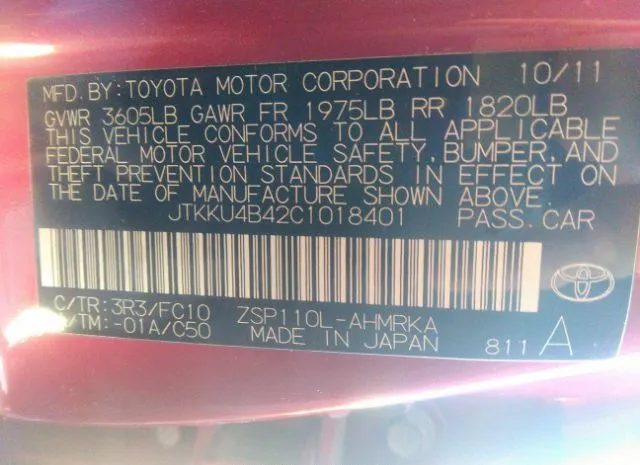 MFD.BY:TOYOTA MOTOR CORPORATION 10/11
GVWR 3605LB GAWR FR 1975LB RR 1820LB
THIS VEHICLE CONFORMS TO ALL APPLICABLE
FEDERAL MOTOR VEHICLE SAFETY, BUMPER, AND
THEFT PREVENTION STANDARDS IN EFFECT ON
THE DATE OF MANUFACTURE SHOWN ABOVE.
JTKKU4B42C1018401 PASS.CAR
C/TR:3R3/FC10 ZSP110L-AHMRKA
A/TM:-01A/C50 MADE IN JAPAN 811 A